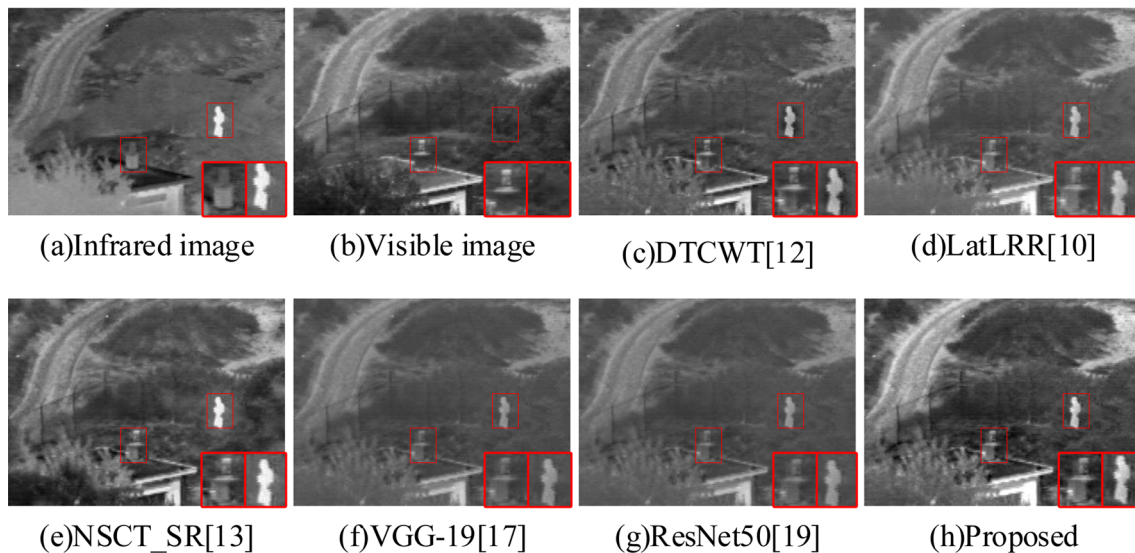 (a)Infrared image
(b)Visible image
(c)DTCWT[12]
(d)LatLRR[10]
(e)NSCT_SR[13]
(f)VGG-19[17]
(g)ResNet50[19]
(h)Proposed